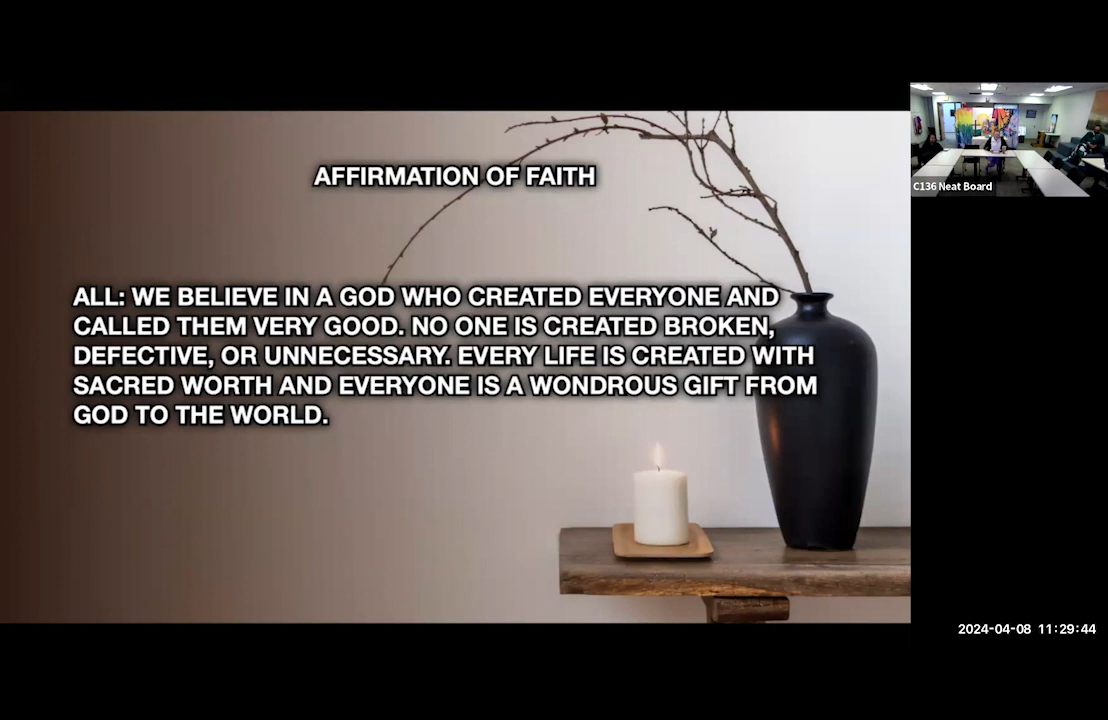 AFFIRMATION OF FAITH
ALL: WE BELIEVE IN A GOD WHO CREATED EVERYONE AND
CALLED THEM VERY GOOD. NO ONE IS CREATED BROKEN,
DEFECTIVE, OR UNNECESSARY. EVERY LIFE IS CREATED WITH
SACRED WORTH AND EVERYONE IS A WONDROUS GIFT FROM
GOD TO THE WORLD.
C136 Neat Board
2024-04-08 11:29:44